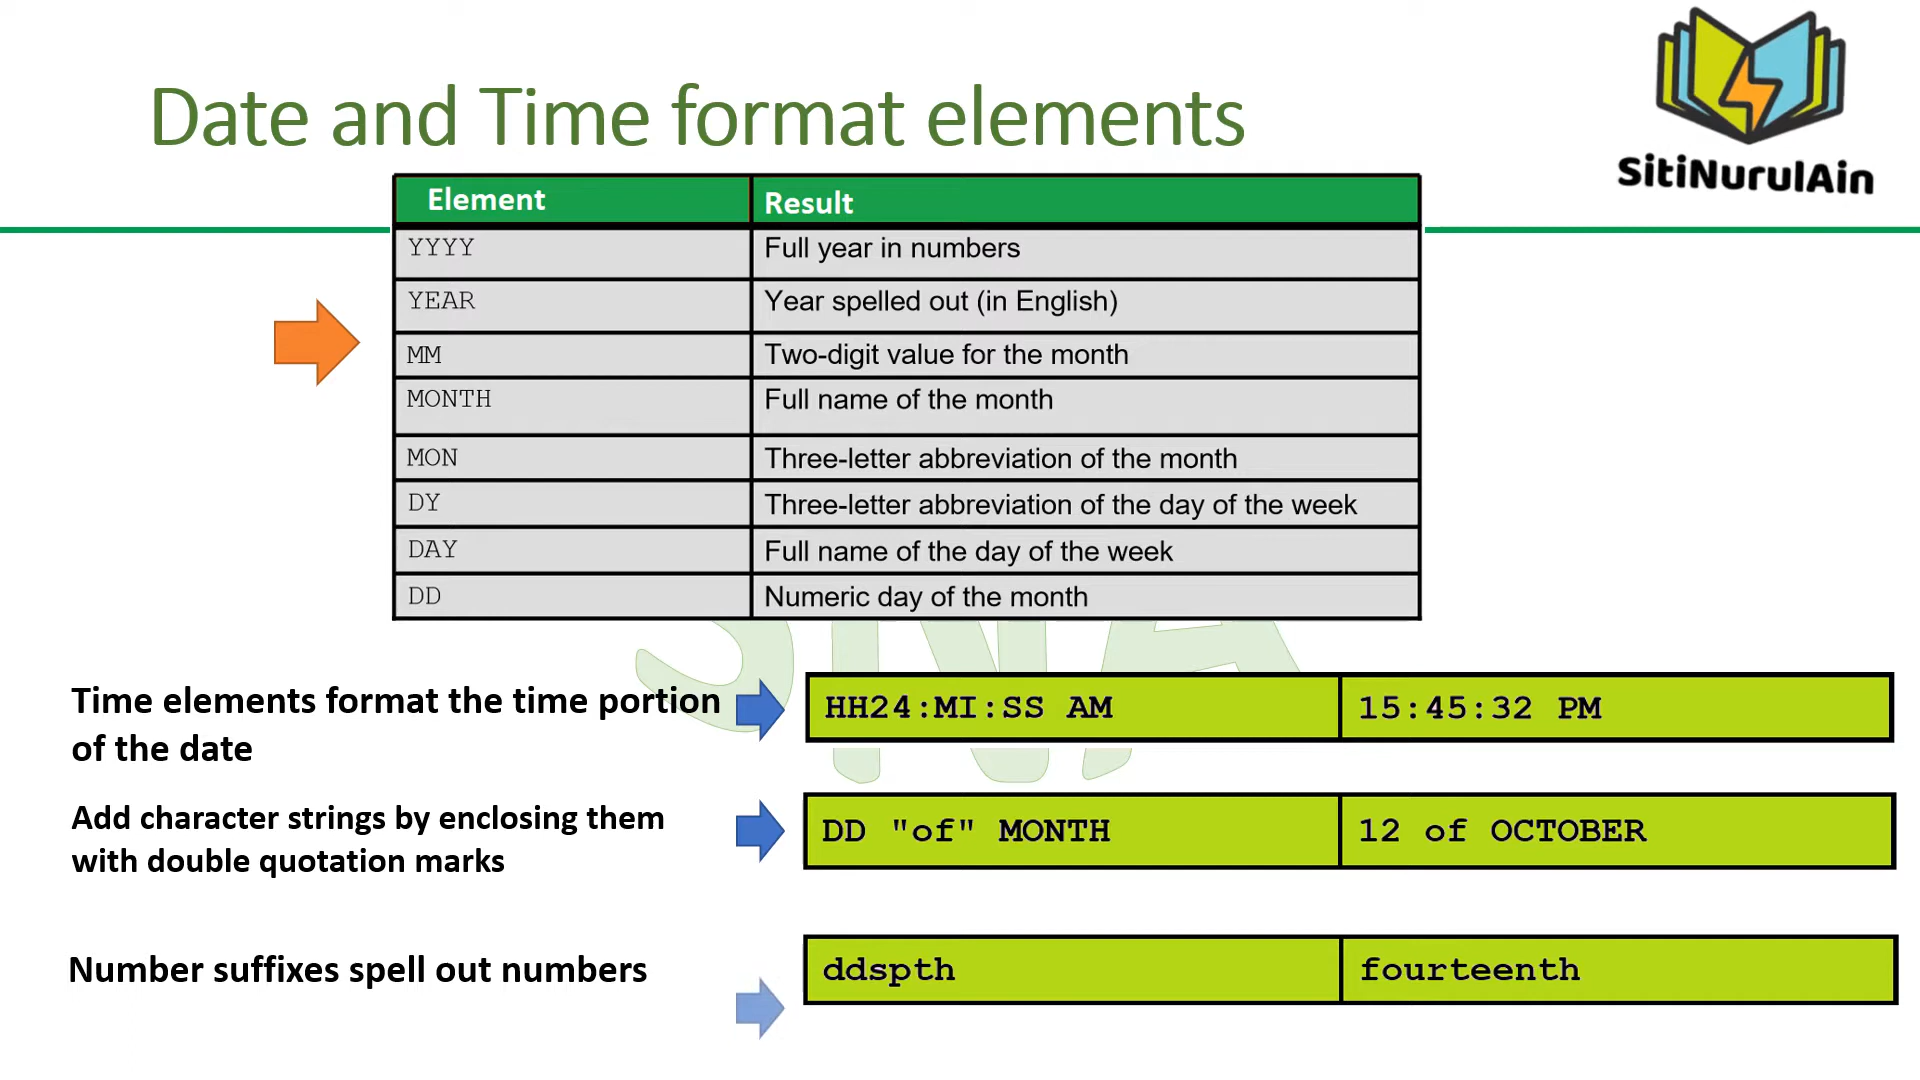 Date and Time format elements
SitiNurulAin
Element Result
YYYY Full year in numbers
YEAR Year spelled out (in English)
MM Two-digit value for the month
MONTH Full name of the month
MON Three-letter abbreviation of the month
DY Three-letter abbreviation of the day of the week
DAY Full name of the day of the week
DD Numeric day of the month
SNA
Time elements format the time portion
of the date
HH24:MI:SS AM 15:45:32 PM
Add character strings by enclosing them
with double quotation marks
DD "of" MONTH 12 of OCTOBER
Number suffixes spell out numbers
ddspth fourteenth